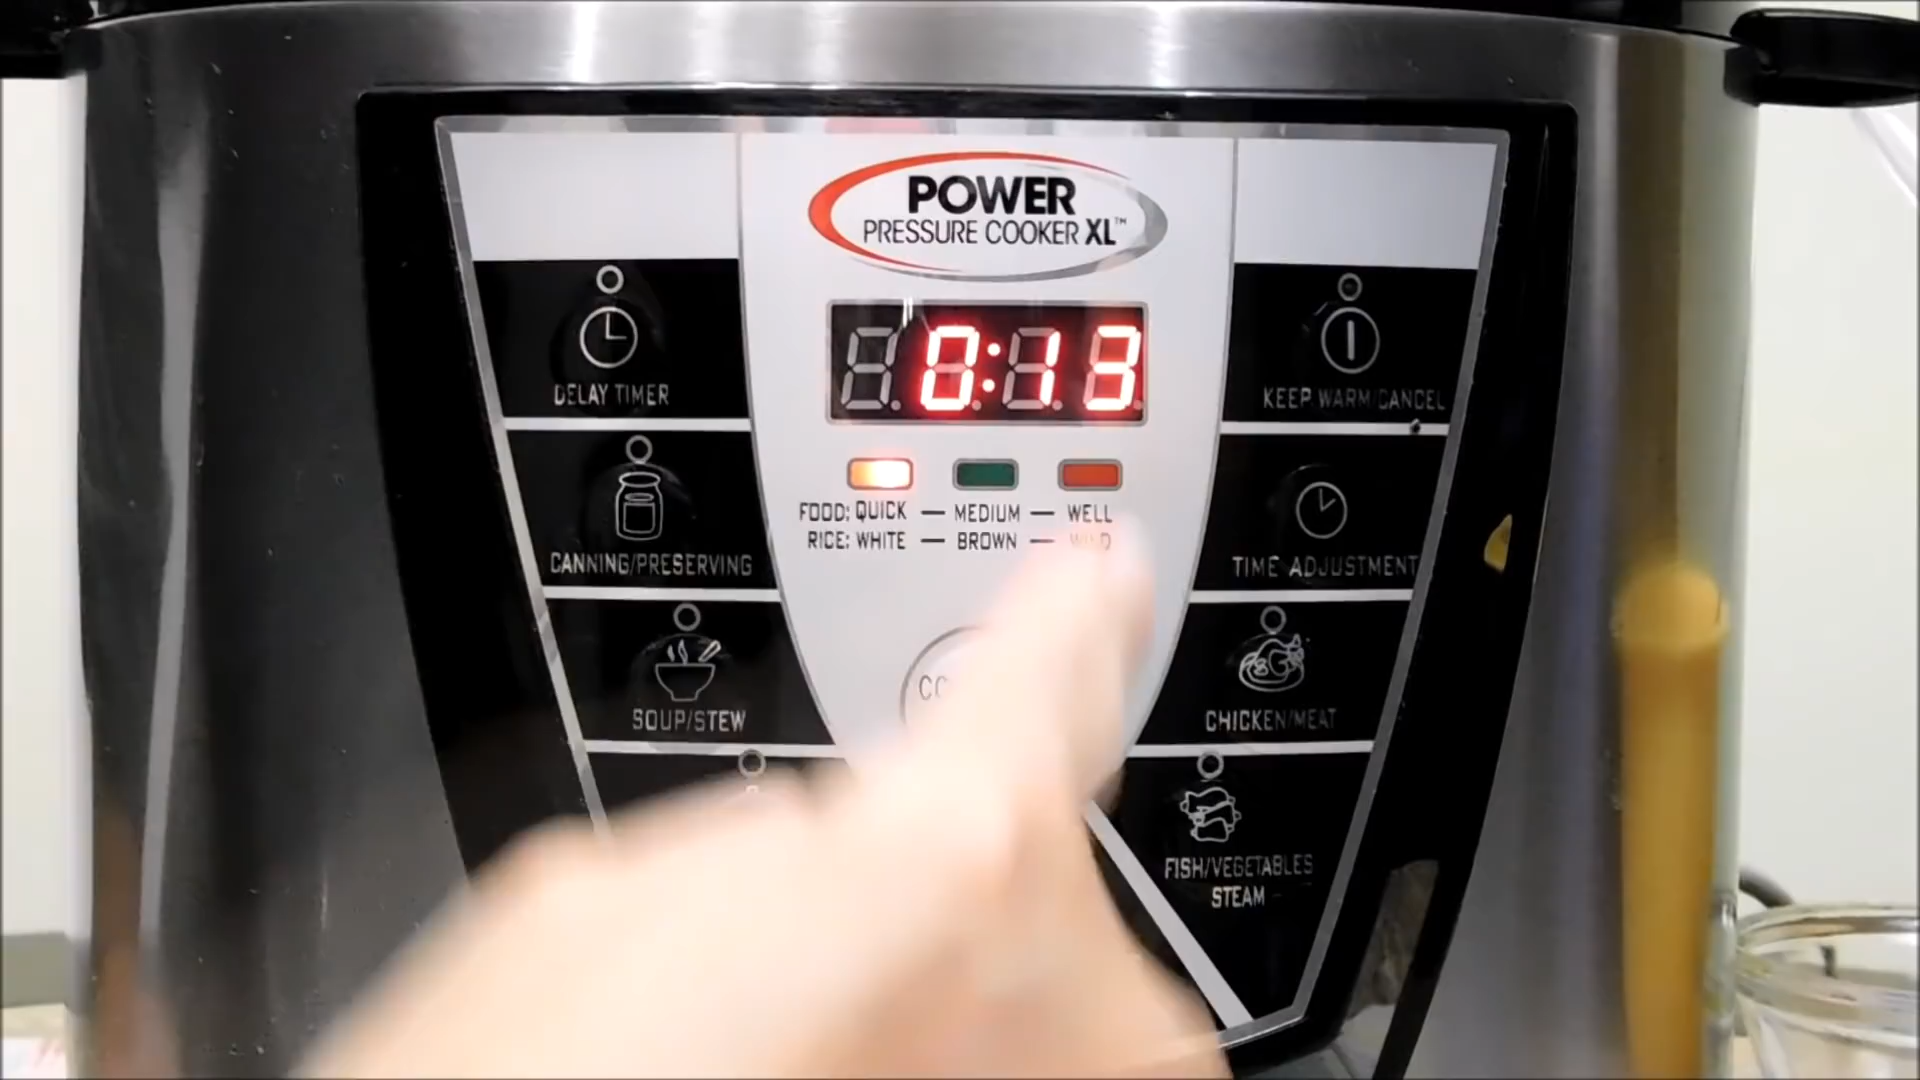 POWER
PRESSURE COOKER XL™
0:13
DELAY TIMER
KEEP WARM/CANCEL
FOOD: QUICK — MEDIUM — WELL
RICE: WHITE — BROWN — WILD
CANNING/PRESERVING
TIME ADJUSTMENT
SOUP/STEW
CHICKEN/MEAT
FISH/VEGETABLES
STEAM